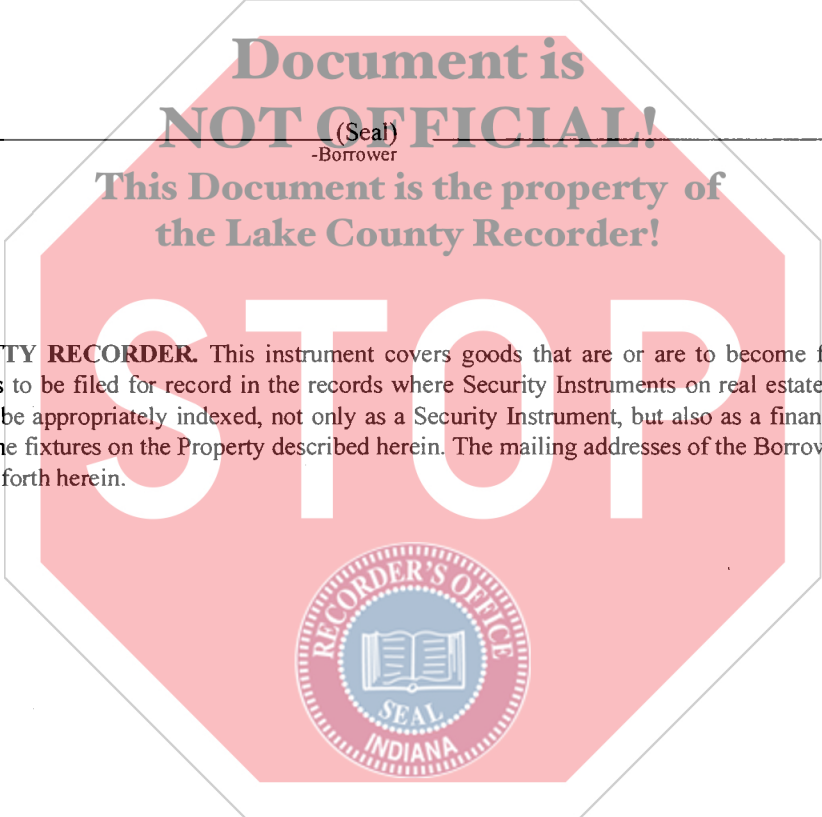 Document is
NOT OFFICIAL!
(Seal)
-Borrower
This Document is the property of
the Lake County Recorder!
STOP
TY RECORDER. This instrument covers goods that are or are to become f
s to be filed for record in the records where Security Instruments on real estate
be appropriately indexed, not only as a Security Instrument, but also as a finan
ne fixtures on the Property described herein. The mailing addresses of the Borrov
forth herein.
RECORDER'S OFFICE
SEAL
INDIANA